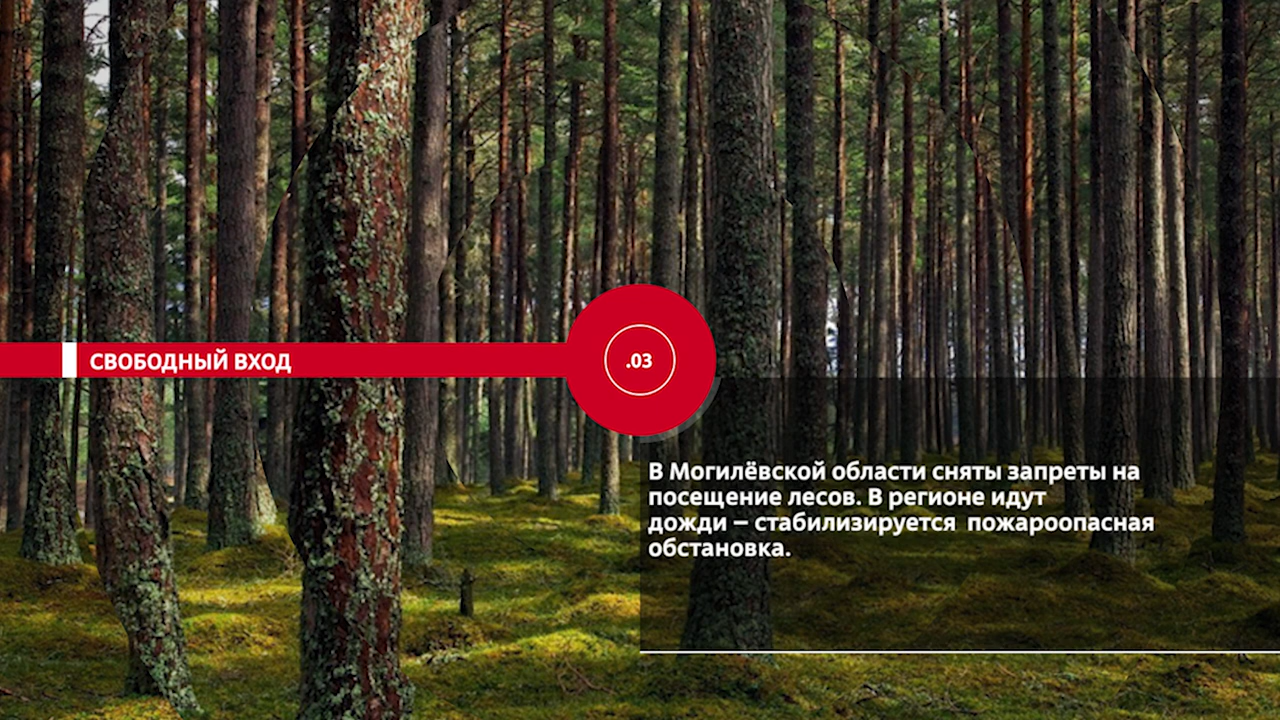 СВОБОДНЫЙ ВХОД
.03
В Могилёвской области сняты запреты на
посещение лесов. В регионе идут
дожди – стабилизируется  пожароопасная
обстановка.